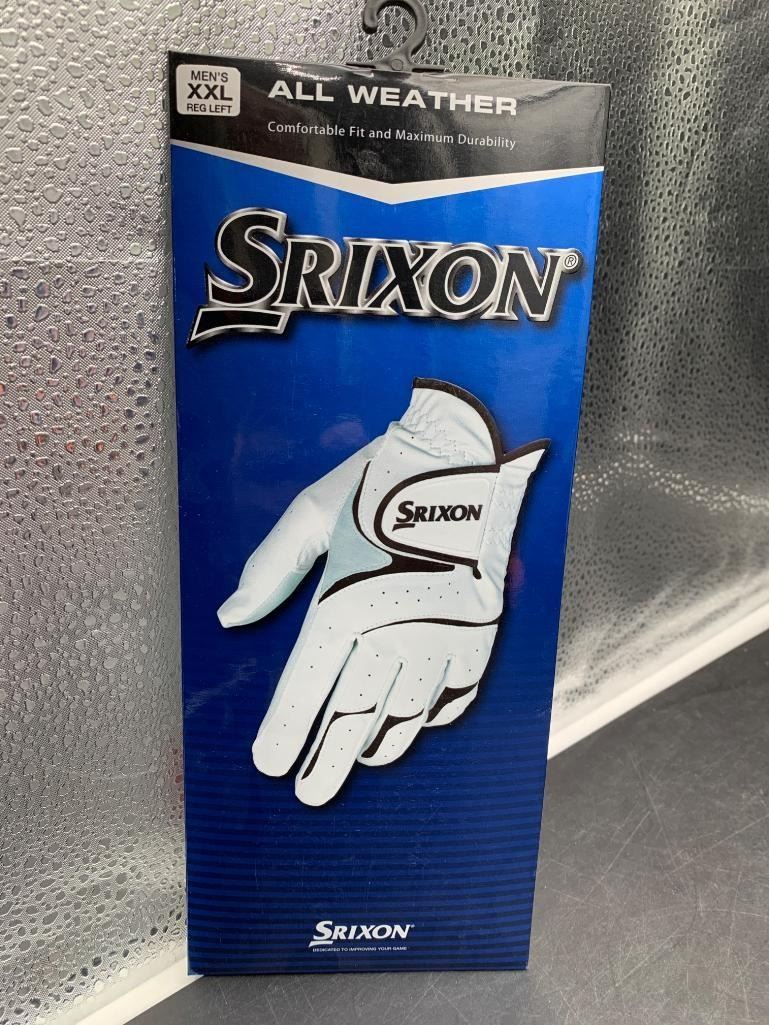 MEN'S
XXL
REG LEFT
ALL WEATHER
Comfortable Fit and Maximum Durability
SRIXON®
SRIXON
SRIXON
DEDICATED TO IMPROVING YOUR GAME